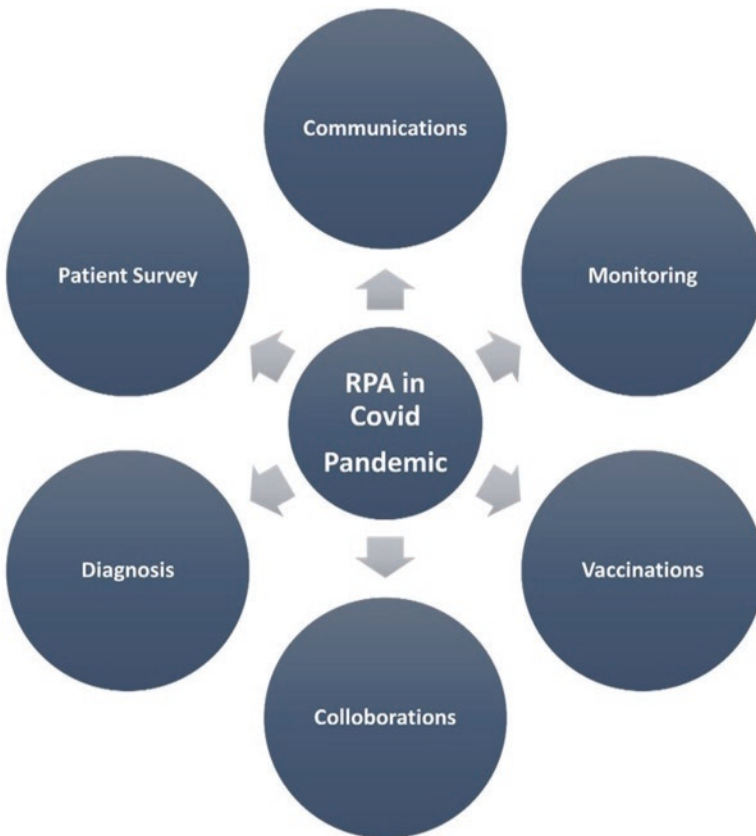 Communications
Patient Survey
Monitoring
RPA in
Covid
Pandemic
Diagnosis
Vaccinations
Colloborations